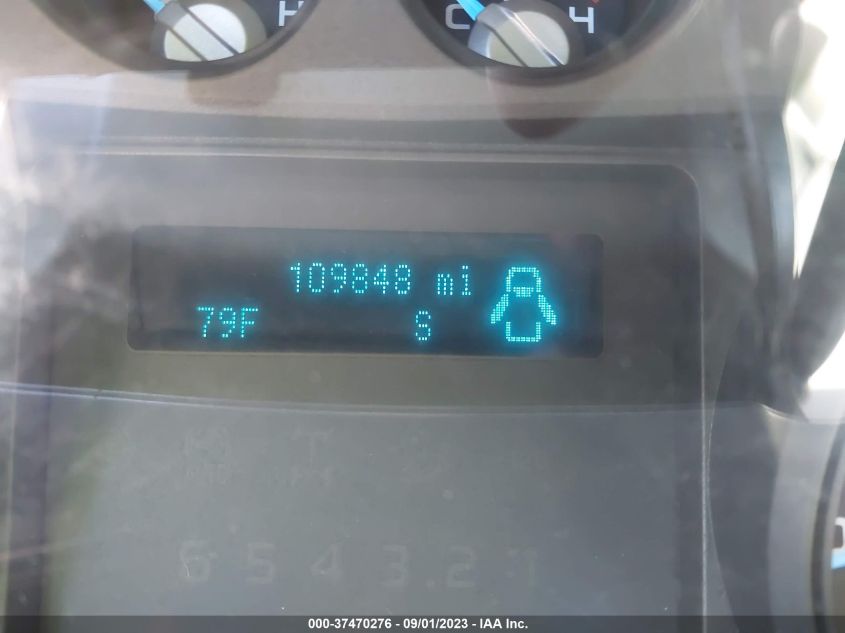 H
C 4
109848 mi
79F S
6 5 4 3 2 1
000-37470276 - 09/01/2023 - IAA Inc.